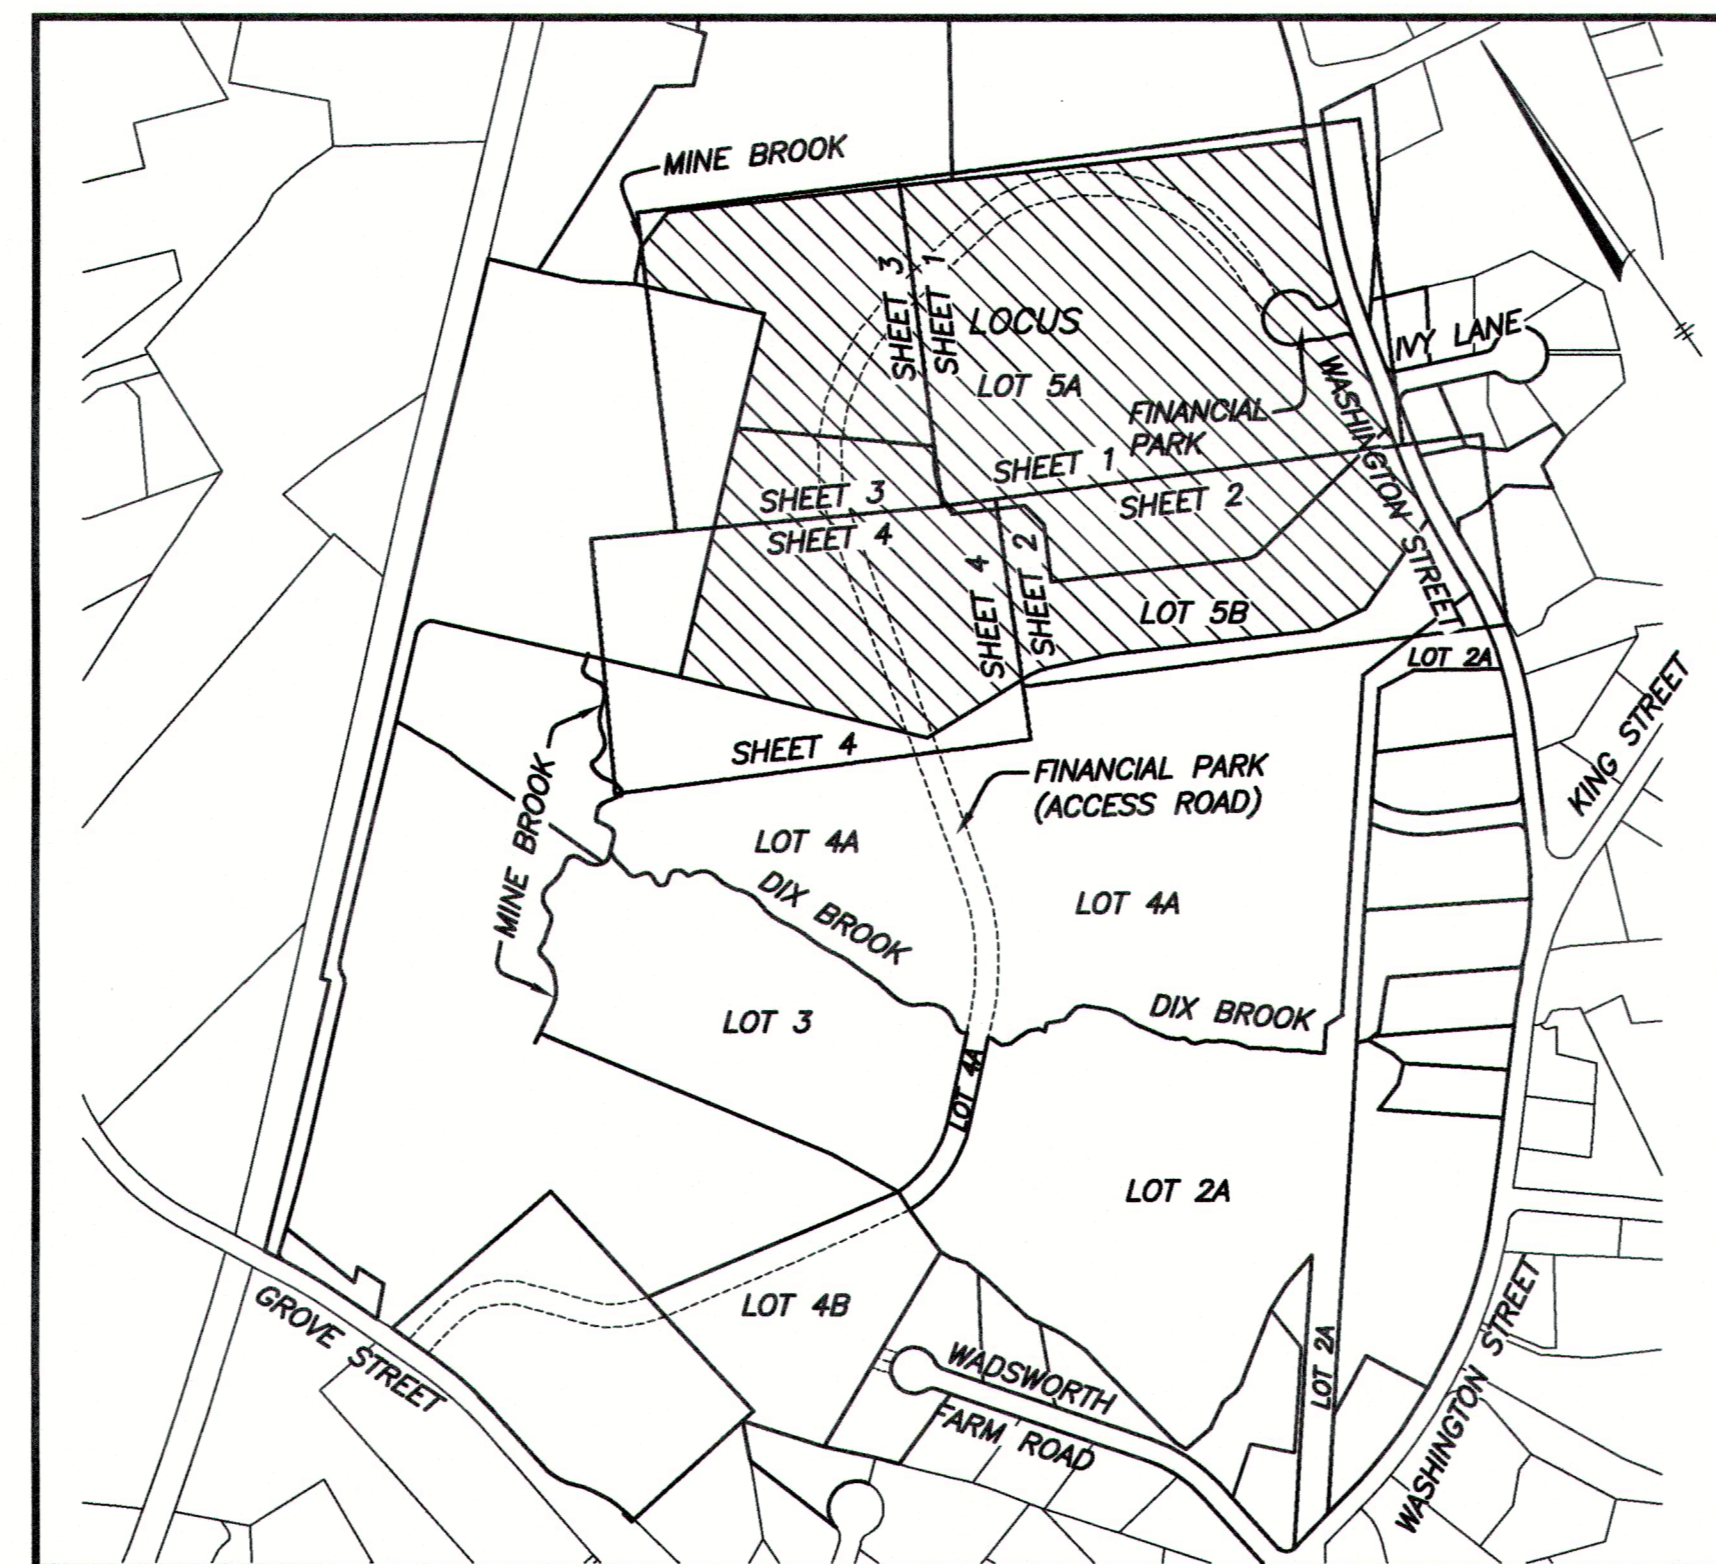 MINE BROOK
SHEET 3
SHEET 1
LOCUS
LOT 5A
IVY LANE
FINANCIAL
PARK
WASHINGTON STREET
SHEET 1
SHEET 3
SHEET 2
SHEET 4
SHEET 4
SHEET 2
LOT 5B
LOT 2A
KING STREET
SHEET 4
FINANCIAL PARK
(ACCESS ROAD)
MINE BROOK
LOT 4A
DIX BROOK
LOT 4A
LOT 3
DIX BROOK
LOT 4A
LOT 2A
LOT 4B
GROVE STREET
WADSWORTH
FARM ROAD
LOT 2A
WASHINGTON STREET